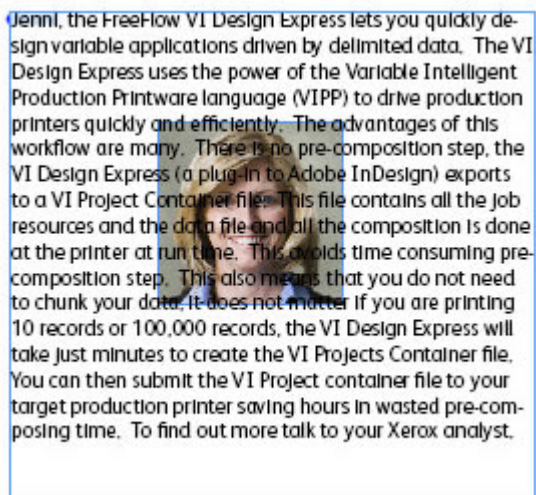 Jenni, the FreeFlow VI Design Express lets you quickly de-
sign variable applications driven by delimited data. The VI
Design Express uses the power of the Variable Intelligent
Production Printware language (VIPP) to drive production
printers quickly and efficiently. The advantages of this
workflow are many. There is no pre-composition step, the
VI Design Express (a plug-in to Adobe InDesign) exports
to a VI Project Container file. This file contains all the job
resources and the data file and all the composition is done
at the printer at run time. This avoids time consuming pre-
composition step. This also means that you do not need
to chunk your data, it does not matter if you are printing
10 records or 100,000 records, the VI Design Express will
take just minutes to create the VI Projects Container file.
You can then submit the VI Project container file to your
target production printer saving hours in wasted pre-com-
posing time. To find out more talk to your Xerox analyst.